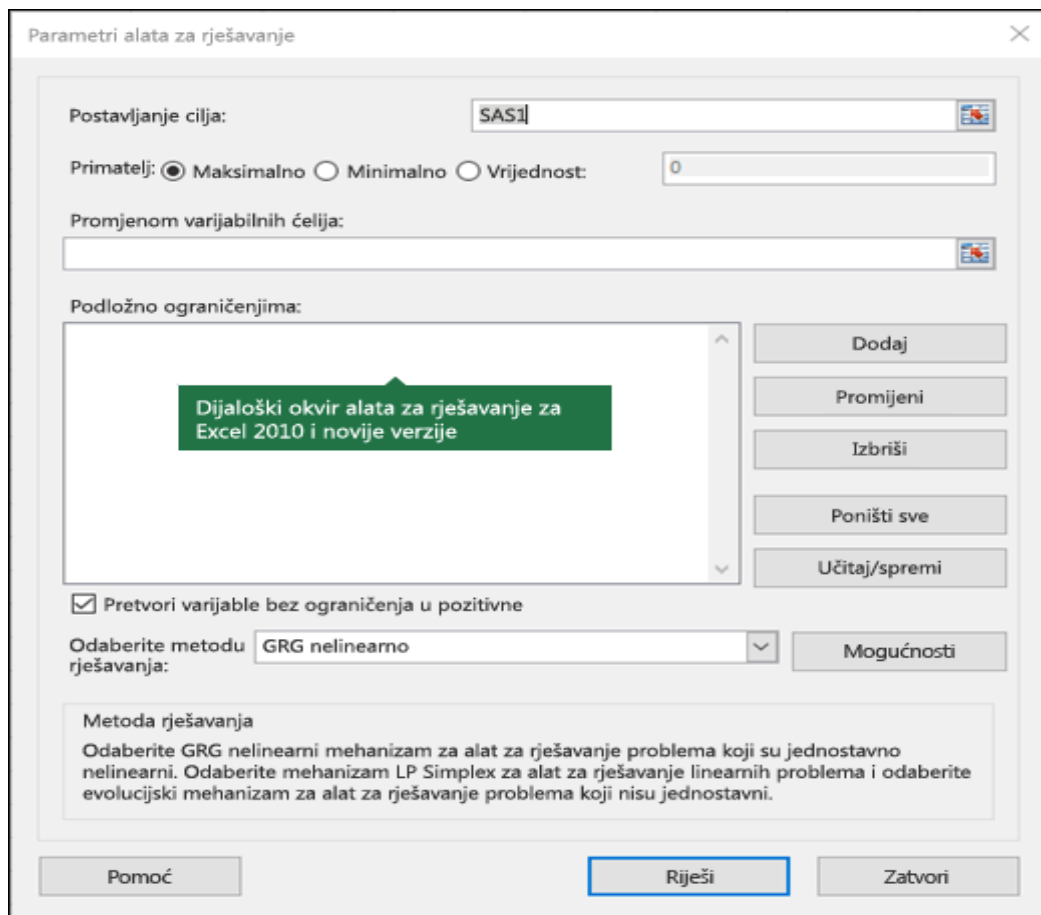 Parametri alata za rješavanje
Postavljanje cilja: SAS1
Primatelj: Maksimalno Minimalno Vrijednost: 0
Promjenom varijabilnih ćelija:
Podložno ograničenjima:
Dodaj
Dijaloški okvir alata za rješavanje za
Excel 2010 i novije verzije
Promijeni
Izbriši
Poništi sve
Učitaj/spremi
Pretvori varijable bez ograničenja u pozitivne
Odaberite metodu
rješavanja:
GRG nelinearno
Mogućnosti
Metoda rješavanja
Odaberite GRG nelinearni mehanizam za alat za rješavanje problema koji su jednostavno
nelinearni. Odaberite mehanizam LP Simplex za alat za rješavanje linearnih problema i odaberite
evolucijski mehanizam za alat za rješavanje problema koji nisu jednostavni.
Pomoć Riješi Zatvori